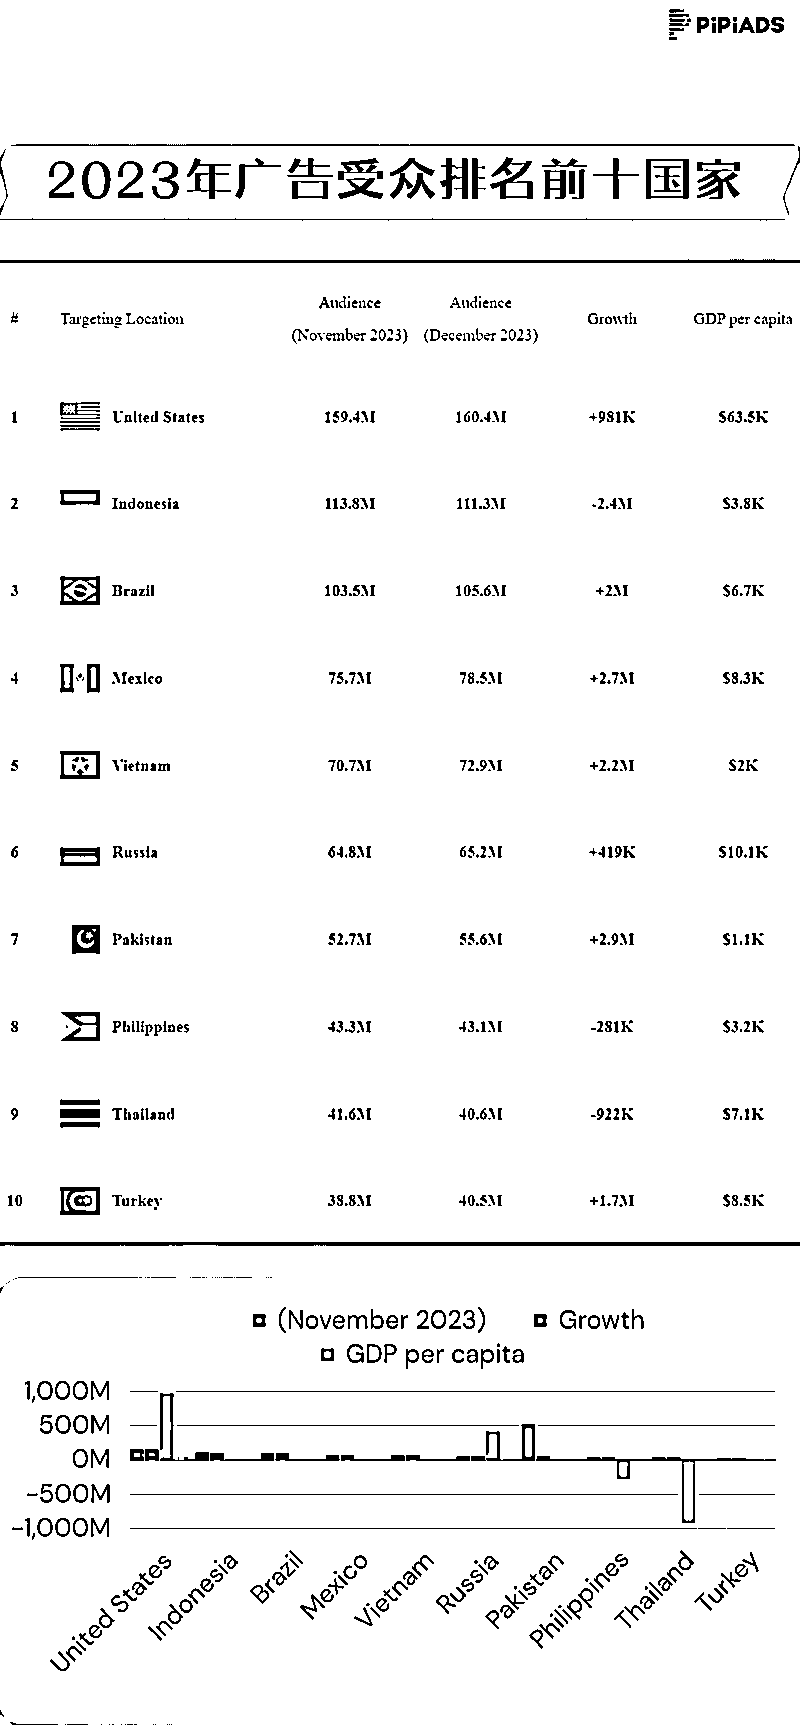 PiPiADS
2023年广告受众排名前十国家
# Targeting Location Audience (November 2023) Audience (December 2023) Growth GDP per capita
1 United States 159.4M 160.4M +981K $63.5K
2 Indonesia 113.8M 111.3M -2.4M $3.8K
3 Brazil 103.5M 105.6M +2M $6.7K
4 Mexico 75.7M 78.5M +2.7M $8.3K
5 Vietnam 70.7M 72.9M +2.2M $2K
6 Russia 64.8M 65.2M +419K $10.1K
7 Pakistan 52.7M 55.6M +2.9M $1.1K
8 Philippines 43.3M 43.1M -281K $3.2K
9 Thailand 41.6M 40.6M -922K $7.1K
10 Turkey 38.8M 40.5M +1.7M $8.5K
(November 2023) Growth
GDP per capita
1,000M
500M
0M
-500M
-1,000M
United States Indonesia Brazil Mexico Vietnam Russia Pakistan Philippines Thailand Turkey